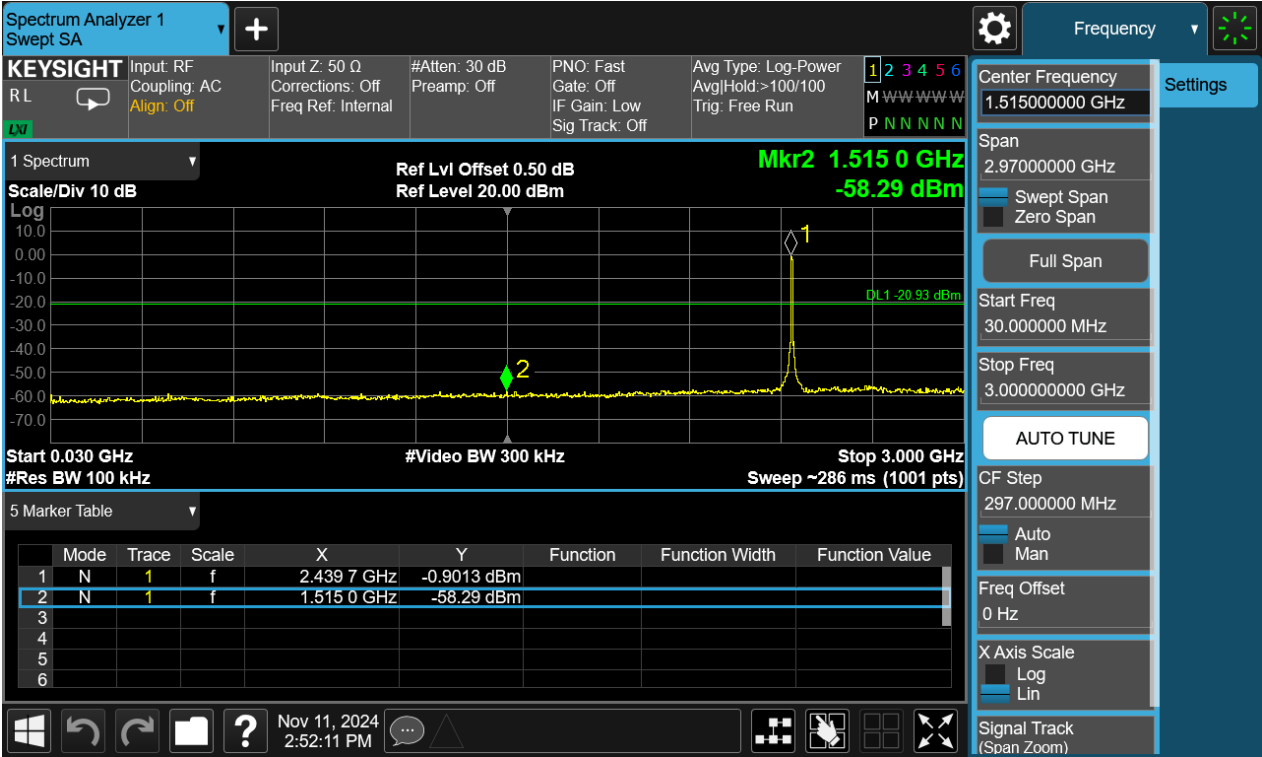 Spectrum Analyzer 1
Swept SA
Frequency
KEYSIGHT
R L
LXI
Input: RF
Coupling: AC
Align: Off
Input Z: 50 Ω
Corrections: Off
Freq Ref: Internal
#Atten: 30 dB
Preamp: Off
PNO: Fast
Gate: Off
IF Gain: Low
Sig Track: Off
Avg Type: Log-Power
Avg|Hold:>100/100
Trig: Free Run
1 2 3 4 5 6
M W W W W W
P N N N N N
1 Spectrum
Scale/Div 10 dB
Ref Lvl Offset 0.50 dB
Ref Level 20.00 dBm
Mkr2 1.515 0 GHz
-58.29 dBm
Log
10.0
0.00
-10.0
-20.0
-30.0
-40.0
-50.0
-60.0
-70.0
1
DL1 -20.93 dBm
2
Start 0.030 GHz
#Res BW 100 kHz
#Video BW 300 kHz
Stop 3.000 GHz
Sweep ~286 ms (1001 pts)
5 Marker Table
Mode Trace Scale X Y Function Function Width Function Value
1 N 1 f 2.439 7 GHz -0.9013 dBm
2 N 1 f 1.515 0 GHz -58.29 dBm
3
4
5
6
Nov 11, 2024
2:52:11 PM
Center Frequency
1.515000000 GHz
Span
2.97000000 GHz
Swept Span
Zero Span
Full Span
Start Freq
30.000000 MHz
Stop Freq
3.000000000 GHz
AUTO TUNE
CF Step
297.000000 MHz
Auto
Man
Freq Offset
0 Hz
X Axis Scale
Log
Lin
Signal Track
(Span Zoom)
Settings